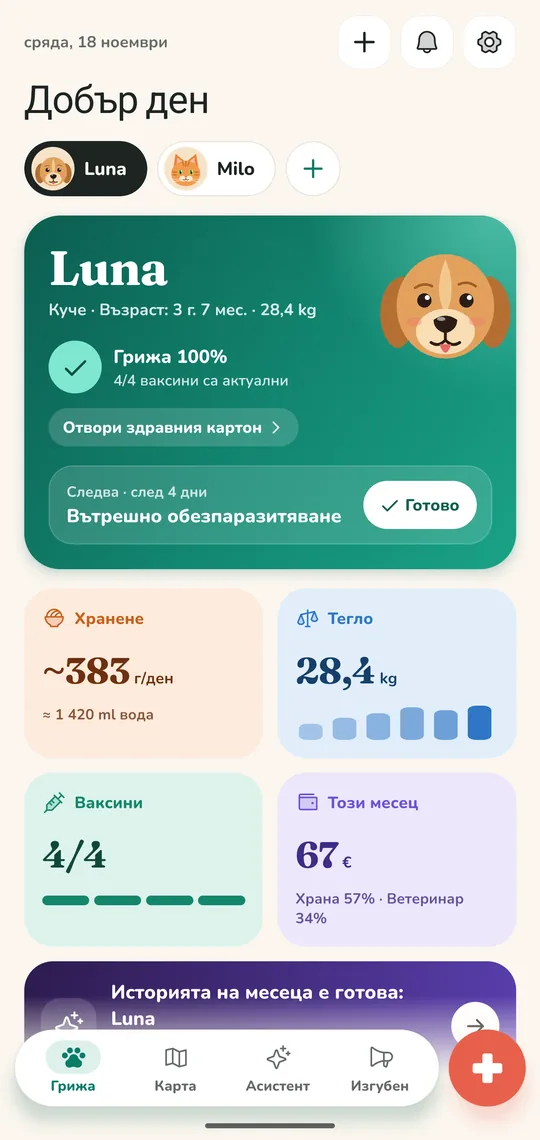 сряда, 18 ноември
Добър ден
Luna
Milo
Luna
Куче · Възраст: 3 г. 7 мес. · 28,4 kg
Грижа 100%
4/4 ваксини са актуални
Отвори здравния картон
Следва · след 4 дни
Вътрешно обезпаразитяване
Готово
Хранене
~383 г/ден
≈ 1 420 ml вода
Тегло
28,4 kg
Ваксини
4/4
Този месец
67 €
Храна 57% · Ветеринар
34%
Историята на месеца е готова:
Luna
Грижа
Карта
Асистент
Изгубен